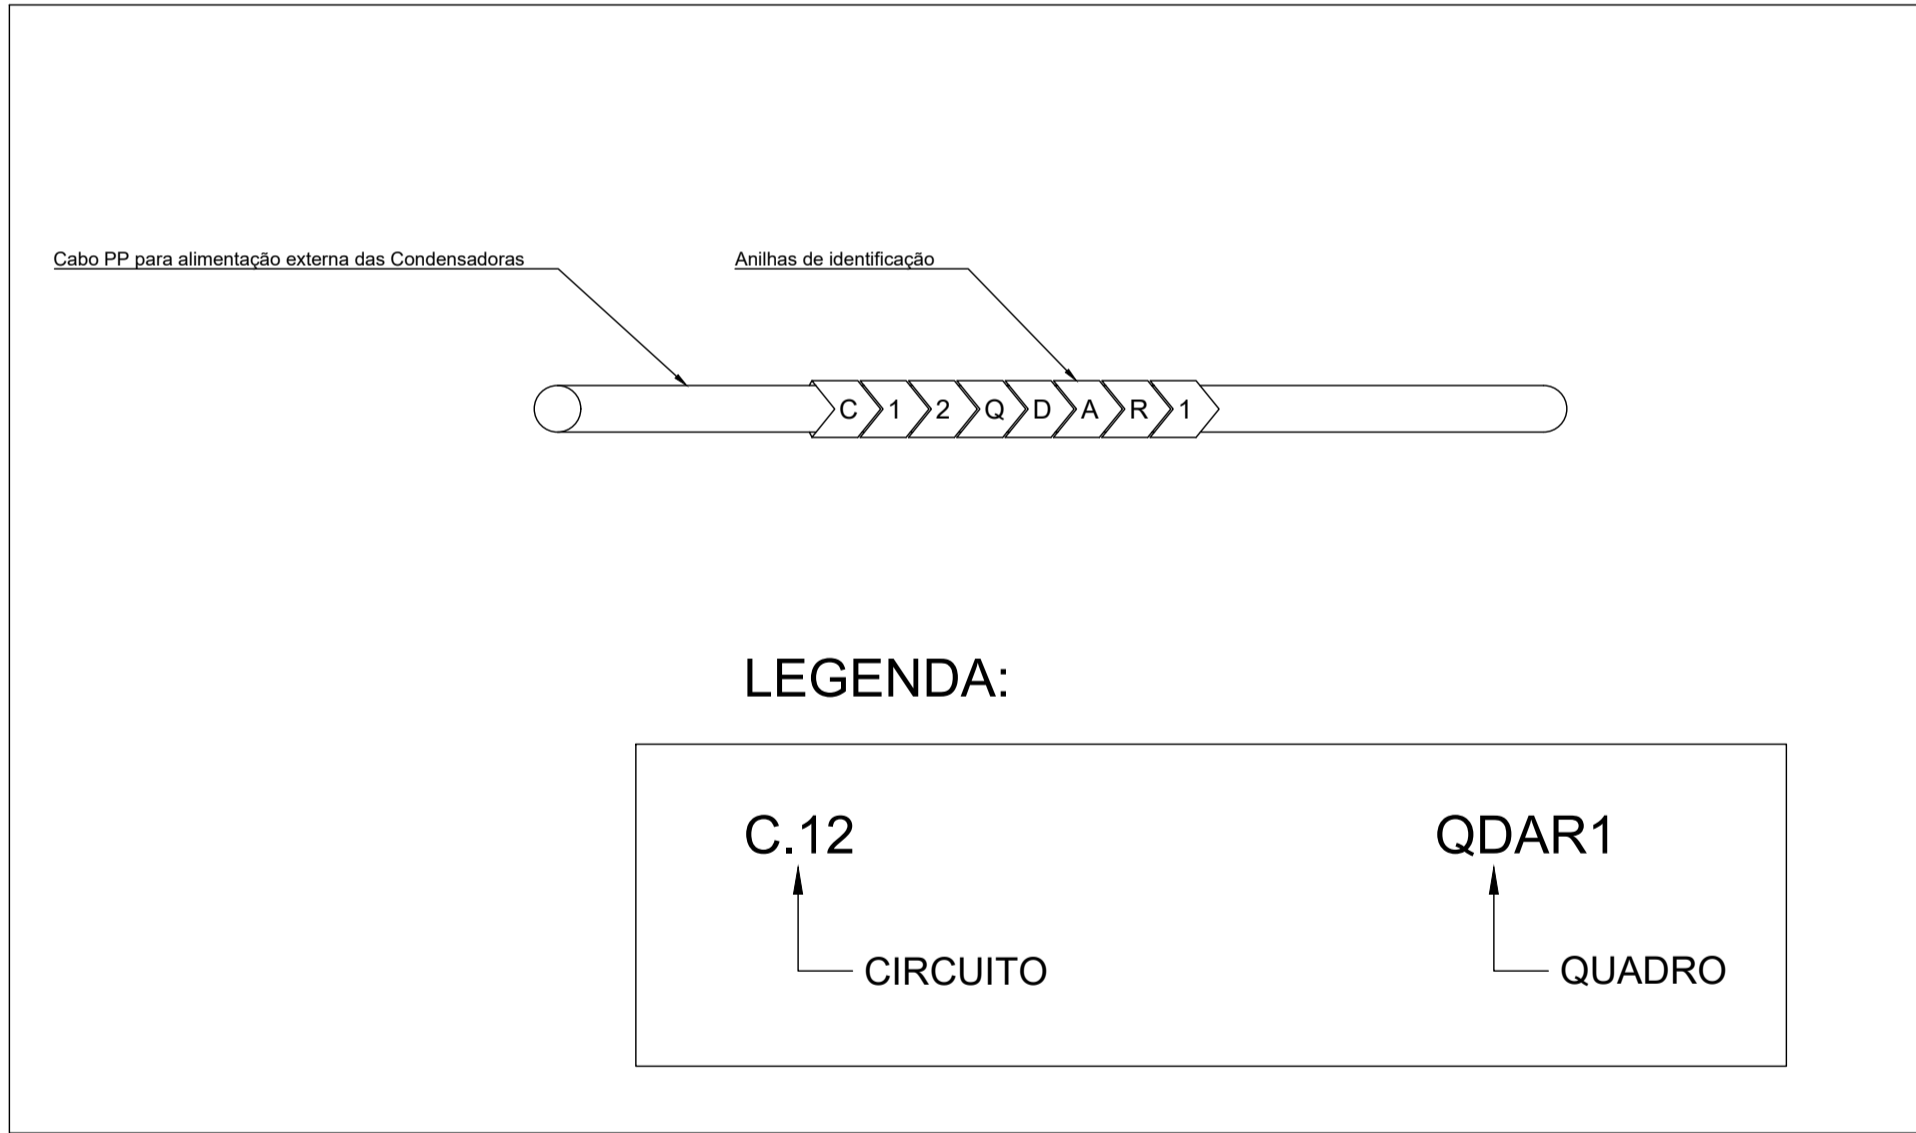 Cabo PP para alimentação externa das Condensadoras
Anilhas de identificação
C 1 2 Q D A R 1
LEGENDA:
C.12
QDAR1
CIRCUITO
QUADRO